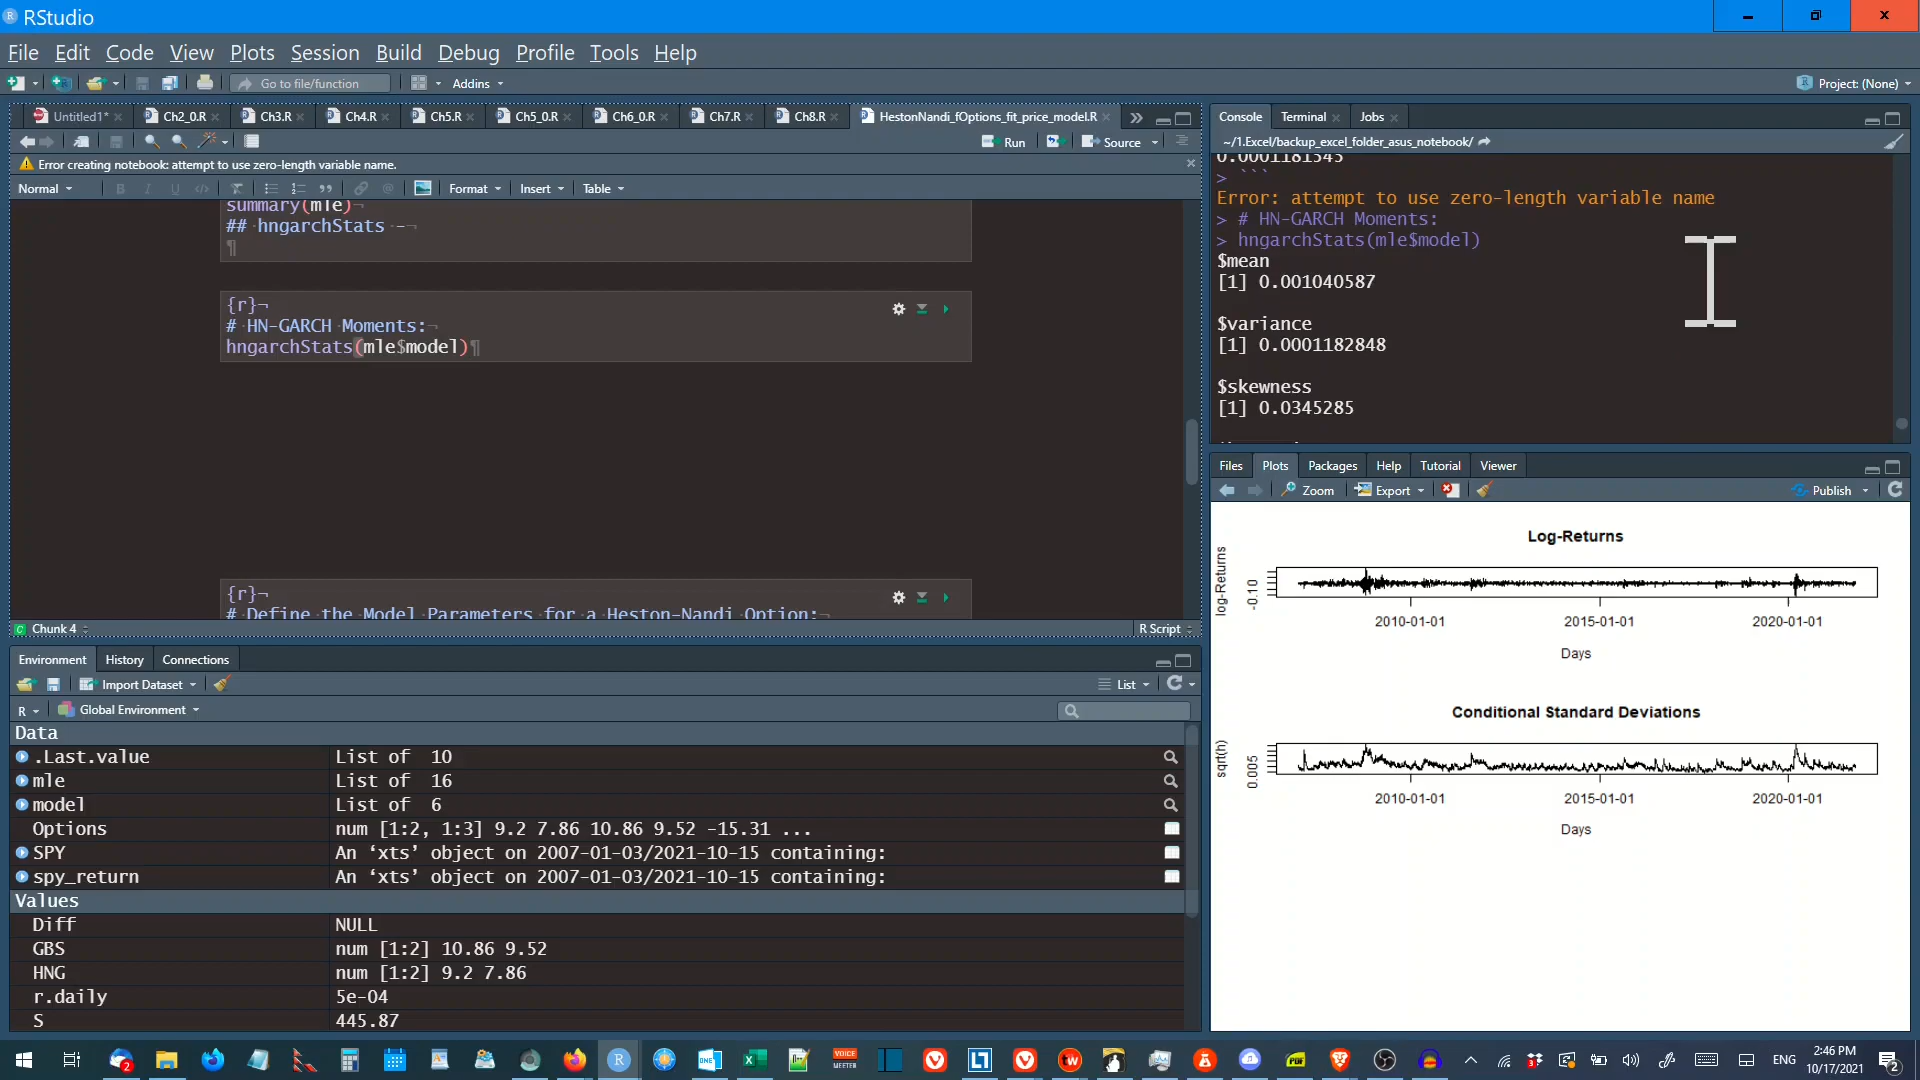 RStudio
File Edit Code View Plots Session Build Debug Profile Tools Help
Go to file/function Addins Project: (None)
Untitled1* Ch2_0.R Ch3.R Ch4.R Ch5.R Ch5_0.R Ch6_0.R Ch7.R Ch8.R HestonNandi_fOptions_fit_price_model.R
Run Source
Error creating notebook: attempt to use zero-length variable name.
Normal B I U Format Insert Table
summary(mle)¬
## hngarchStats -¬
¶
{r}¬
# HN-GARCH Moments:¬
hngarchStats(mle$model)¶
{r}¬
# Define the Model Parameters for a Heston-Nandi Option:¬
Chunk 4 R Script
Environment History Connections
Import Dataset List
R Global Environment
Data
.Last.value List of 10
mle List of 16
model List of 6
Options num [1:2, 1:3] 9.2 7.86 10.86 9.52 -15.31 ...
SPY An ‘xts’ object on 2007-01-03/2021-10-15 containing:
spy_return An ‘xts’ object on 2007-01-03/2021-10-15 containing:
Values
Diff NULL
GBS num [1:2] 10.86 9.52
HNG num [1:2] 9.2 7.86
r.daily 5e-04
S 445.87
Console Terminal Jobs
~/1.Excel/backup_excel_folder_asus_notebook/
0.0001181545
> ```
Error: attempt to use zero-length variable name
> # HN-GARCH Moments:
> hngarchStats(mle$model)
$mean
[1] 0.001040587
$variance
[1] 0.0001182848
$skewness
[1] 0.0345285
Files Plots Packages Help Tutorial Viewer
Zoom Export Publish
Log-Returns
log-Returns
-0.10
2010-01-01 2015-01-01 2020-01-01
Days
Conditional Standard Deviations
sqrt(h)
0.005
2010-01-01 2015-01-01 2020-01-01
Days
ENG
2:46 PM
10/17/2021